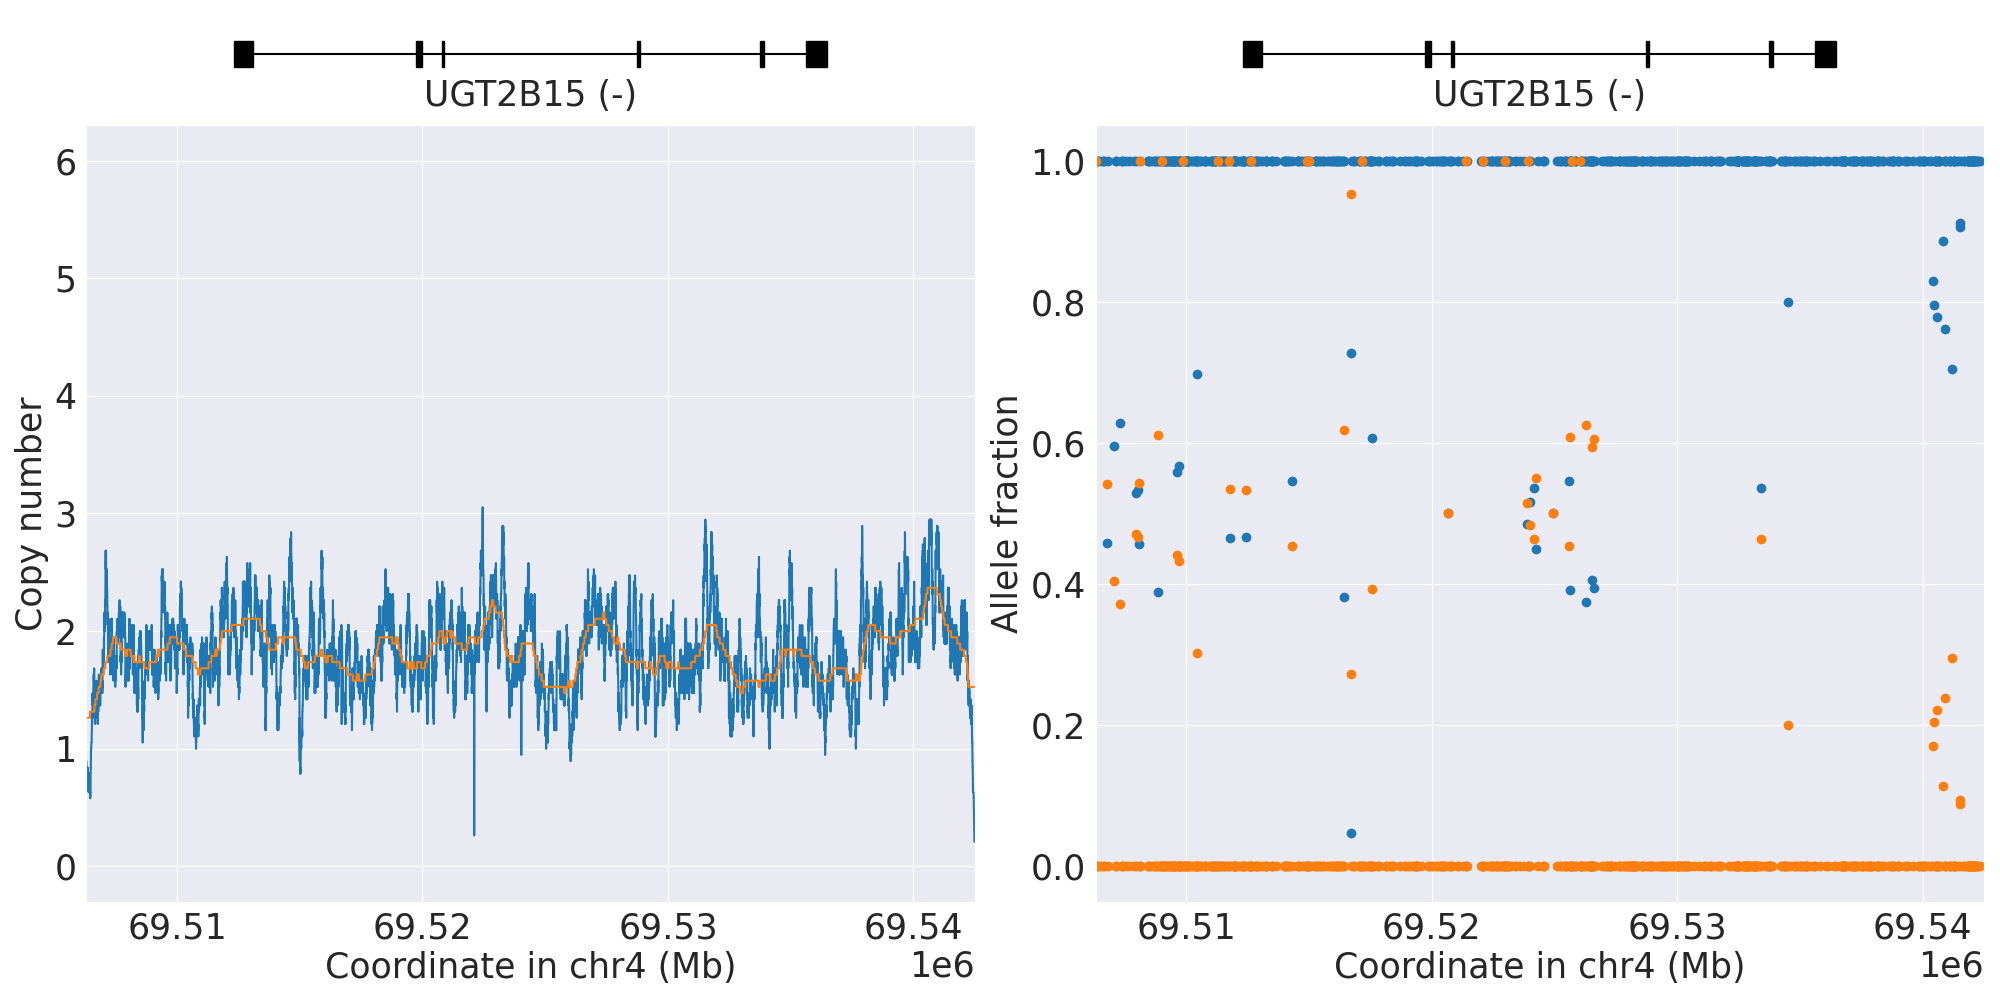 UGT2B15 (-)
Copy number
6
5
4
3
2
1
0
69.51 69.52 69.53 69.54
Coordinate in chr4 (Mb)
1e6
UGT2B15 (-)
Allele fraction
1.0
0.8
0.6
0.4
0.2
0.0
69.51 69.52 69.53 69.54
Coordinate in chr4 (Mb)
1e6